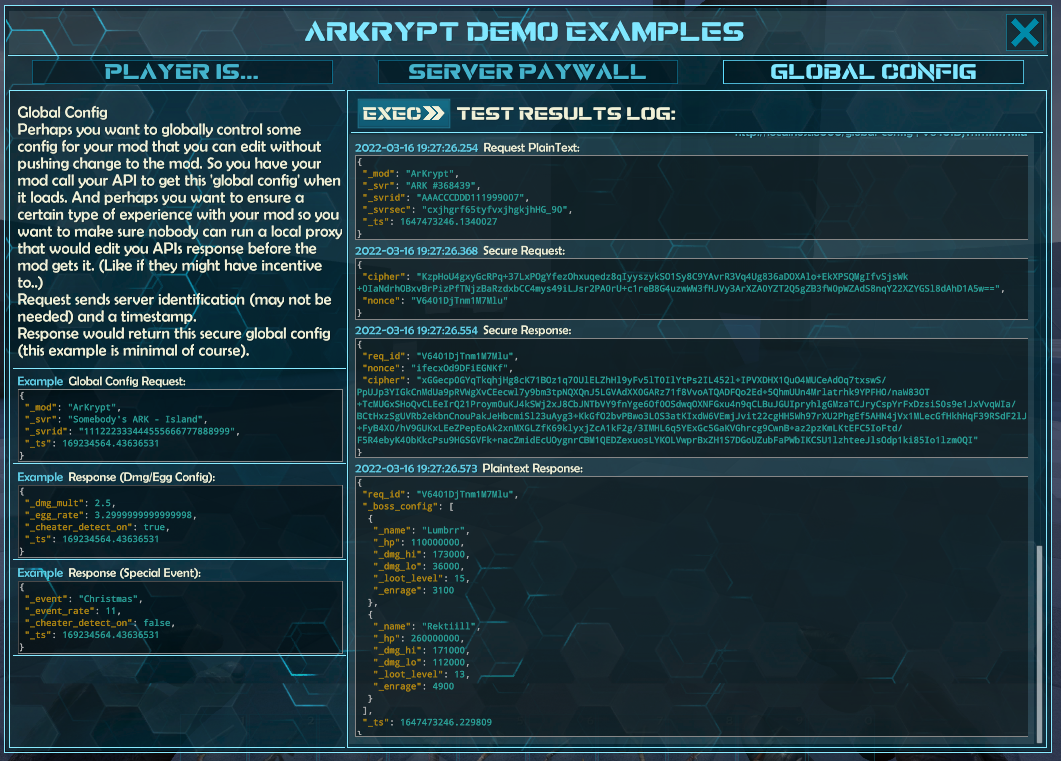 ARKRYPT DEMO EXAMPLES
PLAYER IS...
SERVER PAYWALL
GLOBAL CONFIG
Global Config
Perhaps you want to globally control some
config for your mod that you can edit without
pushing change to the mod. So you have your
mod call your API to get this 'global config' when
it loads. And perhaps you want to ensure a
certain type of experience with your mod so you
want to make sure nobody can run a local proxy
that would edit you APIs response before the
mod gets it. (Like if they might have incentive
to..)
Request sends server identification (may not be
needed) and a timestamp.
Response would return this secure global config
(this example is minimal of course).
Example Global Config Request:
{
"_mod": "ArKrypt",
"_svr": "Somebody's ARK - Island",
"_svrid": "11122233344455566677788899",
"_ts": 169234564.43636531
}
Example Response (Dmg/Egg Config):
{
"_dmg_mult": 2.5,
"_egg_rate": 3.2999999999999998,
"_cheater_detect_on": true,
"_ts": 169234564.43636531
}
Example Response (Special Event):
{
"_event": "Christmas",
"_event_rate": 11,
"_cheater_detect_on": false,
"_ts": 169234564.43636531
}
EXEC
TEST RESULTS LOG:
2022-03-16 19:27:26.254 Request PlainText:
{
"_mod": "ArKrypt",
"_svr": "ARK #368439",
"_svrid": "AAACCCDDD111999007",
"_svrsec": "cxjhgrf65tyfvxjhgkjhHG_90",
"_ts": 1647473246.1340027
}
2022-03-16 19:27:26.368 Secure Request:
{
"cipher":
"nonce": "V6401DjTnm1M7Mlu"
}
2022-03-16 19:27:26.554 Secure Response:
{
"req_id": "V6401DjTnm1M7Mlu",
"nonce": "ifecxOd9DFiEGNKf",
"cipher":
}
2022-03-16 19:27:26.573 Plaintext Response:
{
"req_id": "V6401DjTnm1M7Mlu",
"_boss_config": [
{
"_name": "Lumbrr",
"_hp": 110000000,
"_dmg_hi": 173000,
"_dmg_lo": 36000,
"_loot_level": 15,
"_enrage": 3100
},
{
"_name": "Rektiill",
"_hp": 260000000,
"_dmg_hi": 171000,
"_dmg_lo": 112000,
"_loot_level": 13,
"_enrage": 4900
}
],
"_ts": 1647473246.229809
}